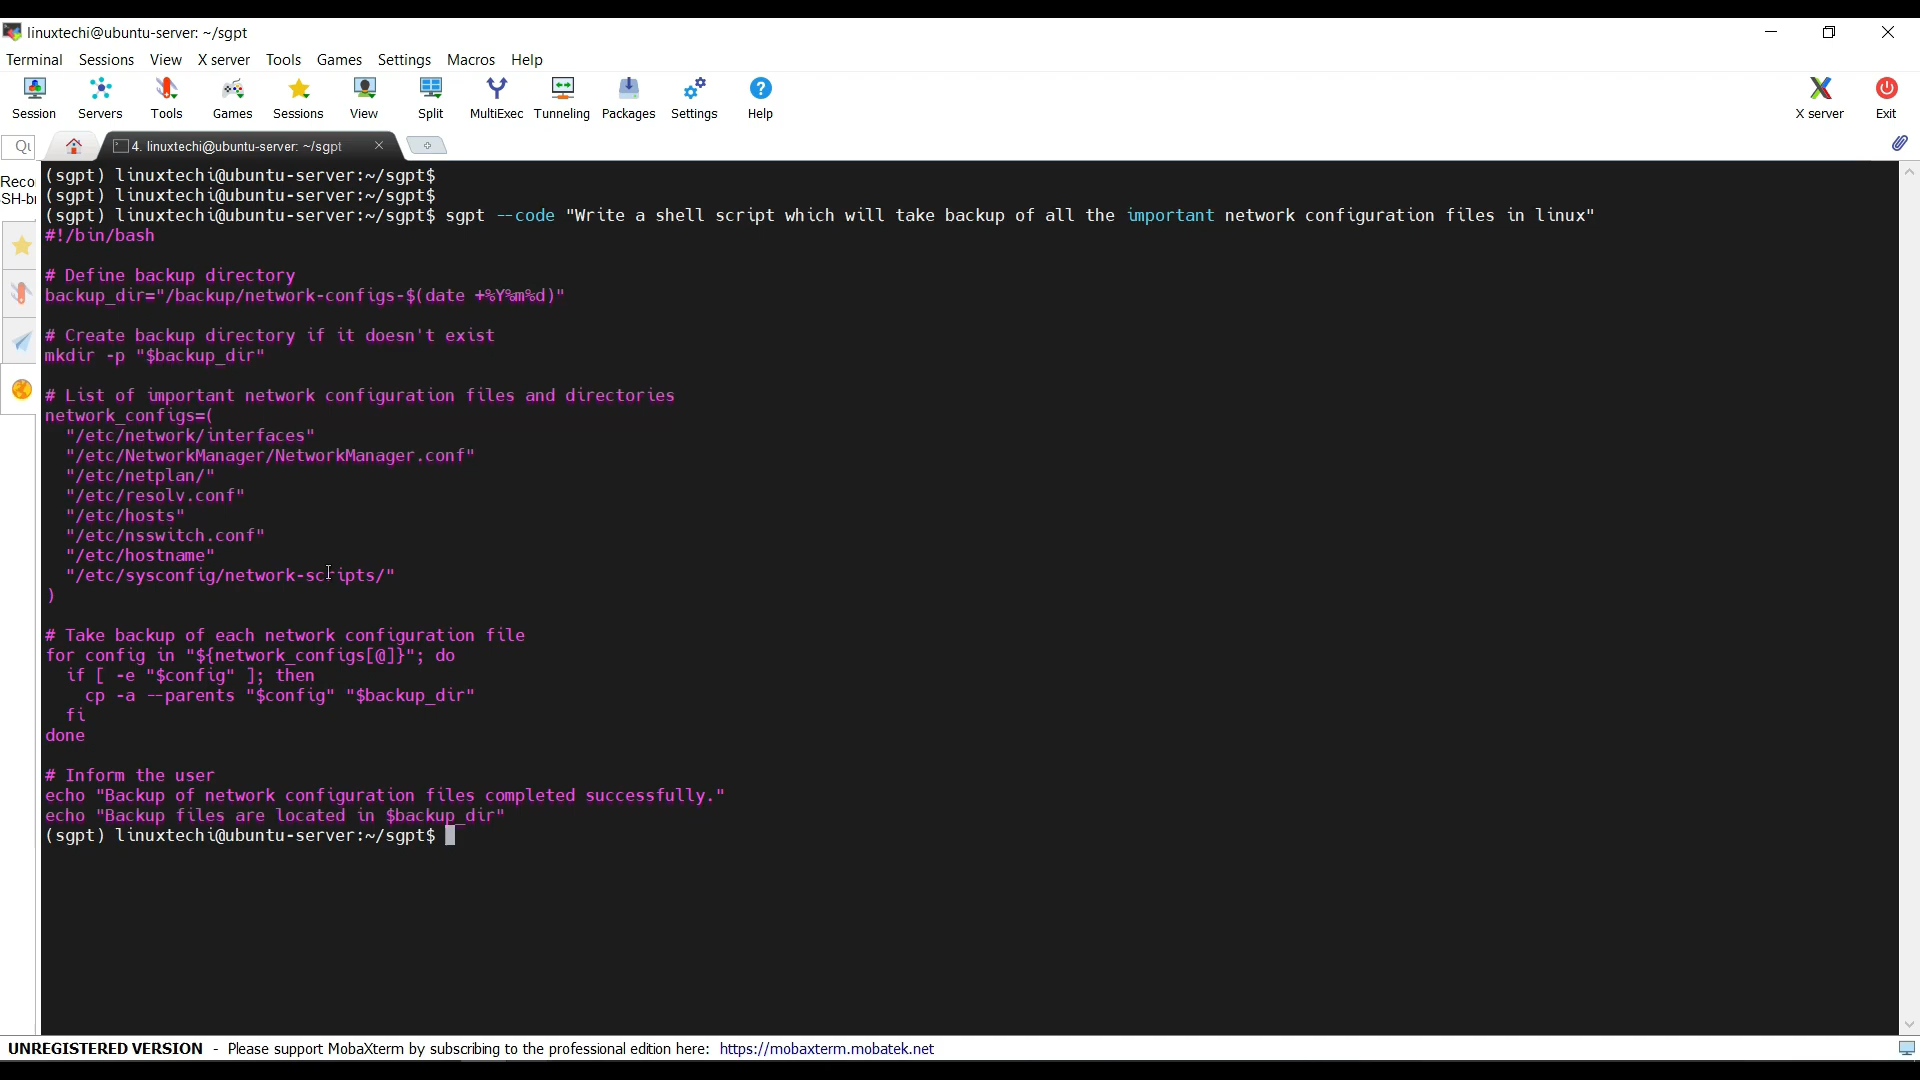 linuxtechi@ubuntu-server: ~/sgpt
Terminal Sessions View X server Tools Games Settings Macros Help
Session Servers Tools Games Sessions View Split MultiExec Tunneling Packages Settings Help X server Exit
4. linuxtechi@ubuntu-server: ~/sgpt
(sgpt) linuxtechi@ubuntu-server:~/sgpt$
(sgpt) linuxtechi@ubuntu-server:~/sgpt$
(sgpt) linuxtechi@ubuntu-server:~/sgpt$ sgpt --code "Write a shell script which will take backup of all the important network configuration files in linux"
#!/bin/bash
# Define backup directory
backup_dir="/backup/network-configs-$(date +%Y%m%d)"
# Create backup directory if it doesn't exist
mkdir -p "$backup_dir"
# List of important network configuration files and directories
network_configs=(
"/etc/network/interfaces"
"/etc/NetworkManager/NetworkManager.conf"
"/etc/netplan/"
"/etc/resolv.conf"
"/etc/hosts"
"/etc/nsswitch.conf"
"/etc/hostname"
"/etc/sysconfig/network-scripts/"
)
# Take backup of each network configuration file
for config in "${network_configs[@]}"; do
if [ -e "$config" ]; then
cp -a --parents "$config" "$backup_dir"
fi
done
# Inform the user
echo "Backup of network configuration files completed successfully."
echo "Backup files are located in $backup_dir"
(sgpt) linuxtechi@ubuntu-server:~/sgpt$
UNREGISTERED VERSION - Please support MobaXterm by subscribing to the professional edition here: https://mobaxterm.mobatek.net